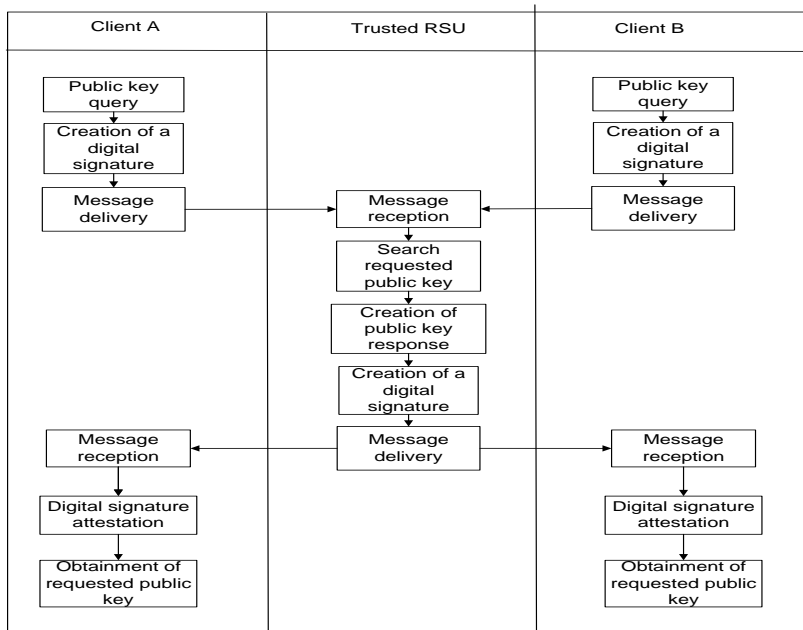 Client A
Trusted RSU
Client B
Public key
query
Creation of a
digital
signature
Message
delivery
Public key
query
Creation of a
digital
signature
Message
delivery
Message
reception
Search
requested
public key
Creation of
public key
response
Creation of a
digital
signature
Message
delivery
Message
reception
Digital signature
attestation
Obtainment of
requested public
key
Message
reception
Digital signature
attestation
Obtainment of
requested public
key